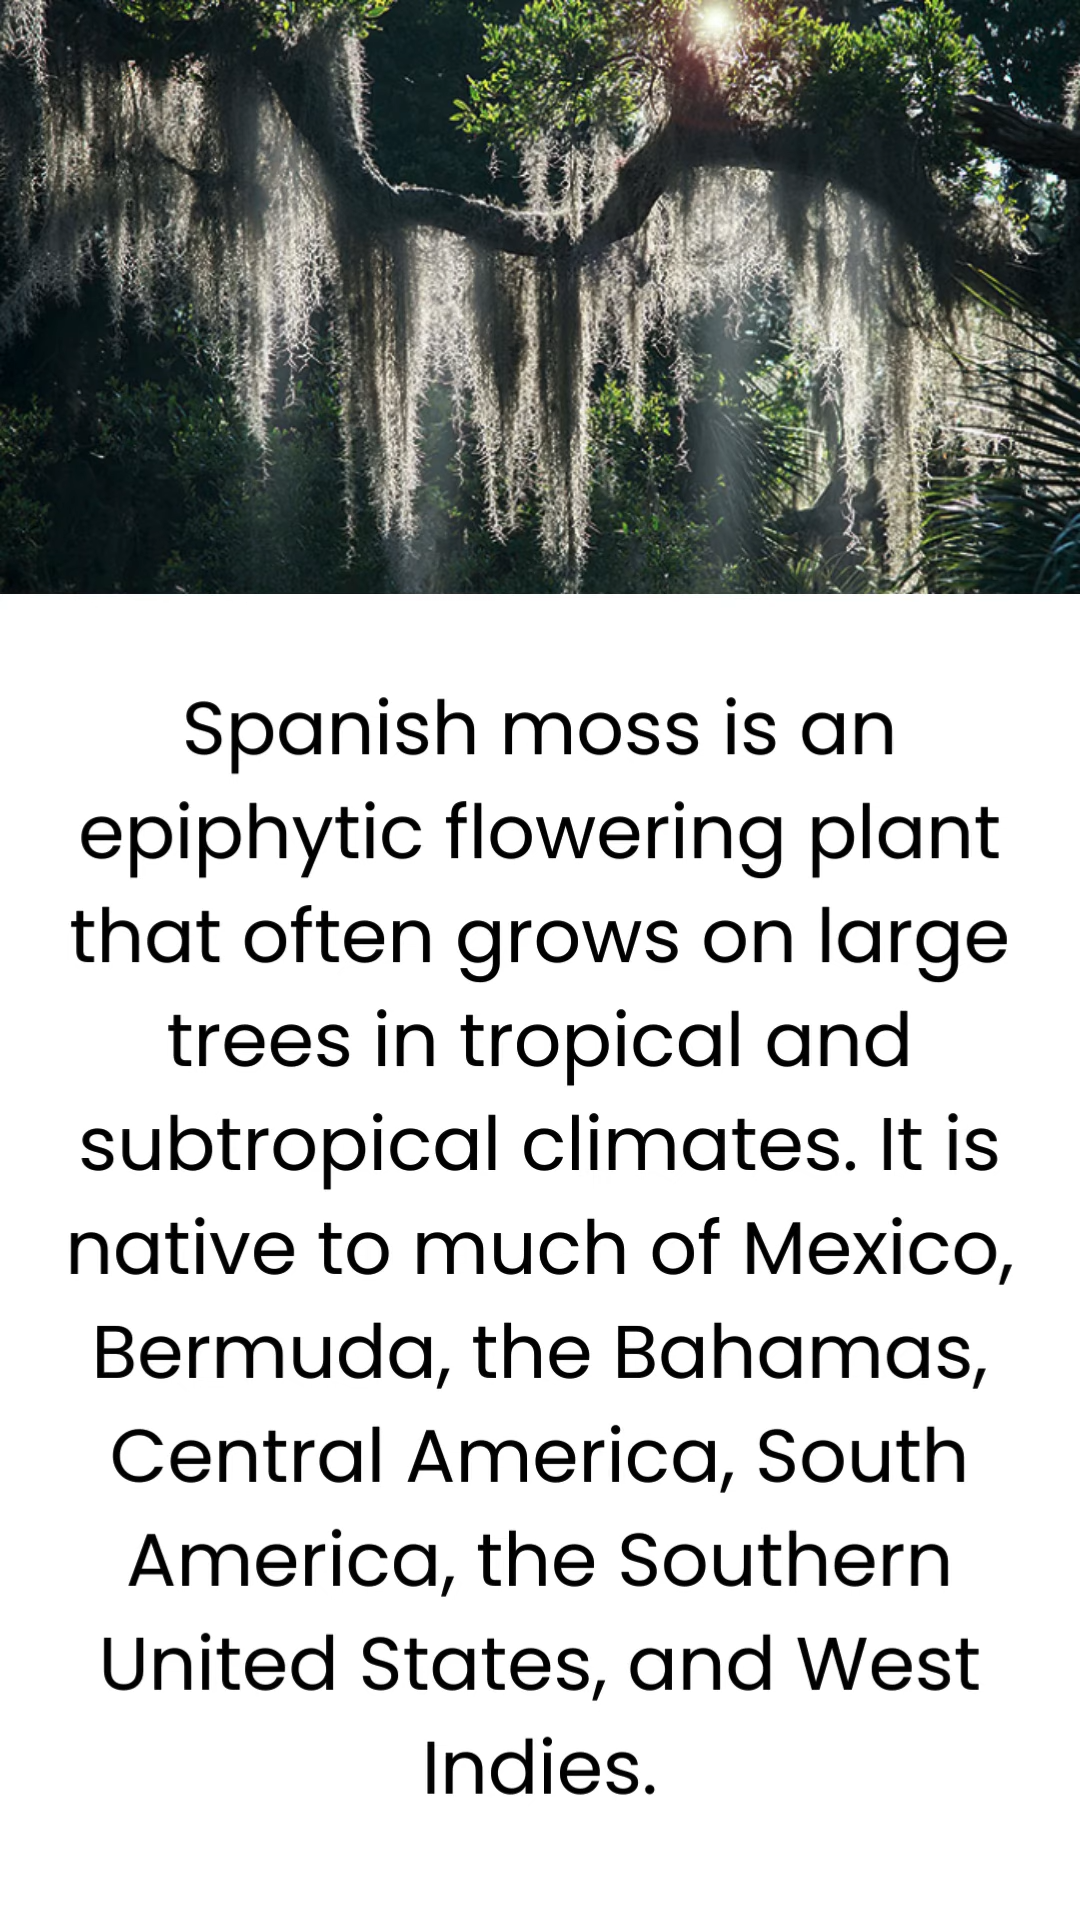 Spanish moss is an
epiphytic flowering plant
that often grows on large
trees in tropical and
subtropical climates. It is
native to much of Mexico,
Bermuda, the Bahamas,
Central America, South
America, the Southern
United States, and West
Indies.